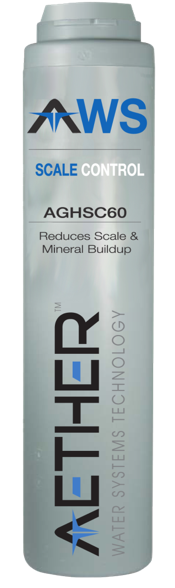 AWS
SCALE CONTROL
AGHSC60
Reduces Scale &
Mineral Buildup
AETHER™
WATER SYSTEMS TECHNOLOGY